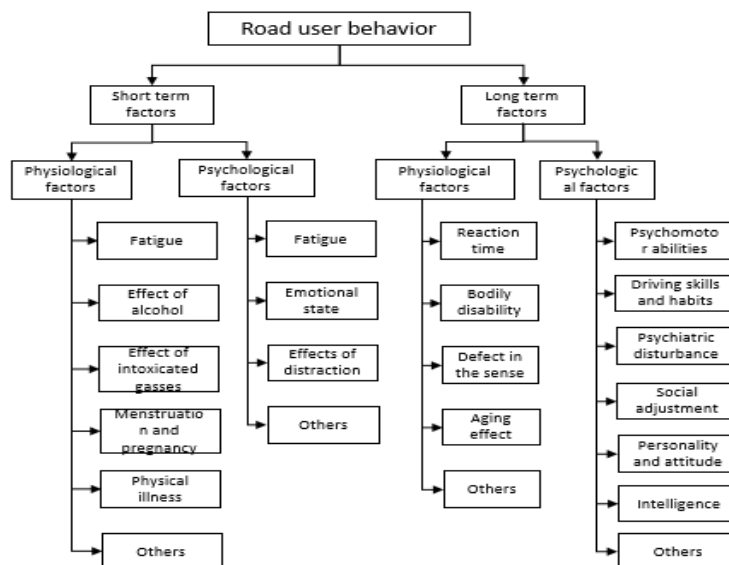 Road user behavior
Short term
factors
Long term
factors
Physiological
factors
Psychological
factors
Physiological
factors
Psychologic
al factors
Fatigue
Effect of
alcohol
Effect of
intoxicated
gasses
Menstruatio
n and
pregnancy
Physical
illness
Others
Fatigue
Emotional
state
Effects of
distraction
Others
Reaction
time
Bodily
disability
Defect in
the sense
Aging
effect
Others
Psychomoto
r abilities
Driving skills
and habits
Psychiatric
disturbance
Social
adjustment
Personality
and attitude
Intelligence
Others